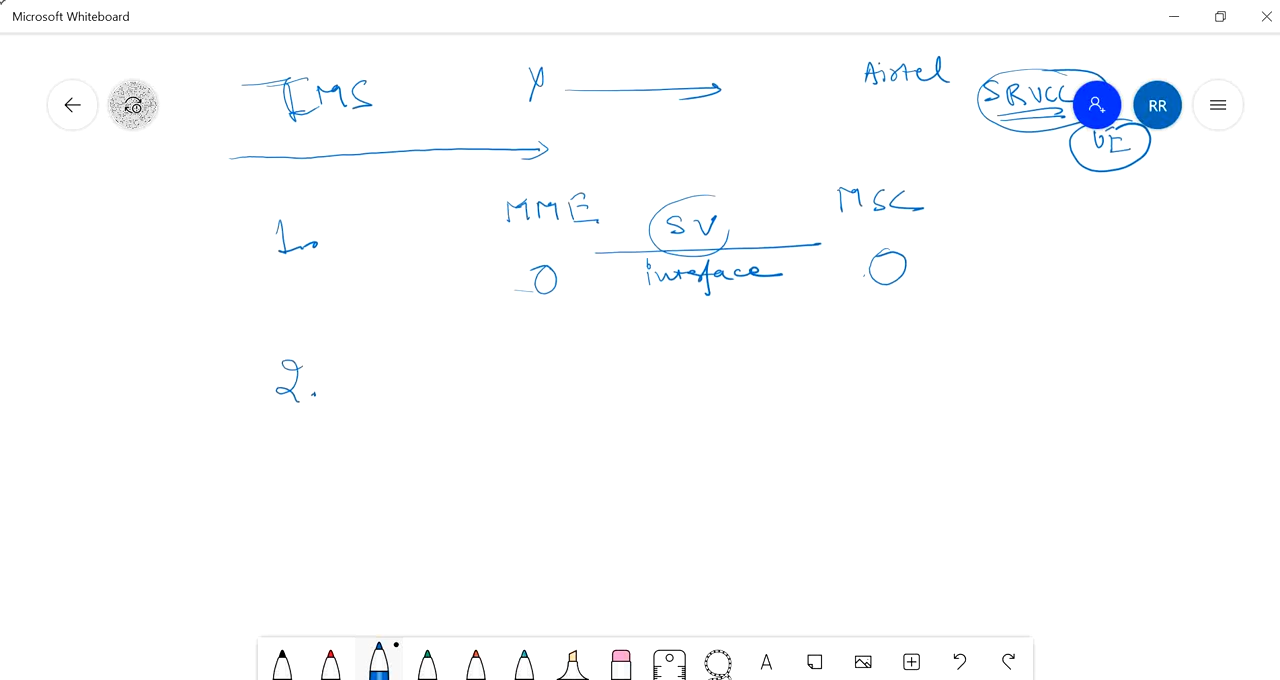 Microsoft Whiteboard
IMS
Airtel
SRVCC
RR
UE
MME
SV
MSC
1.
interface
2.
A